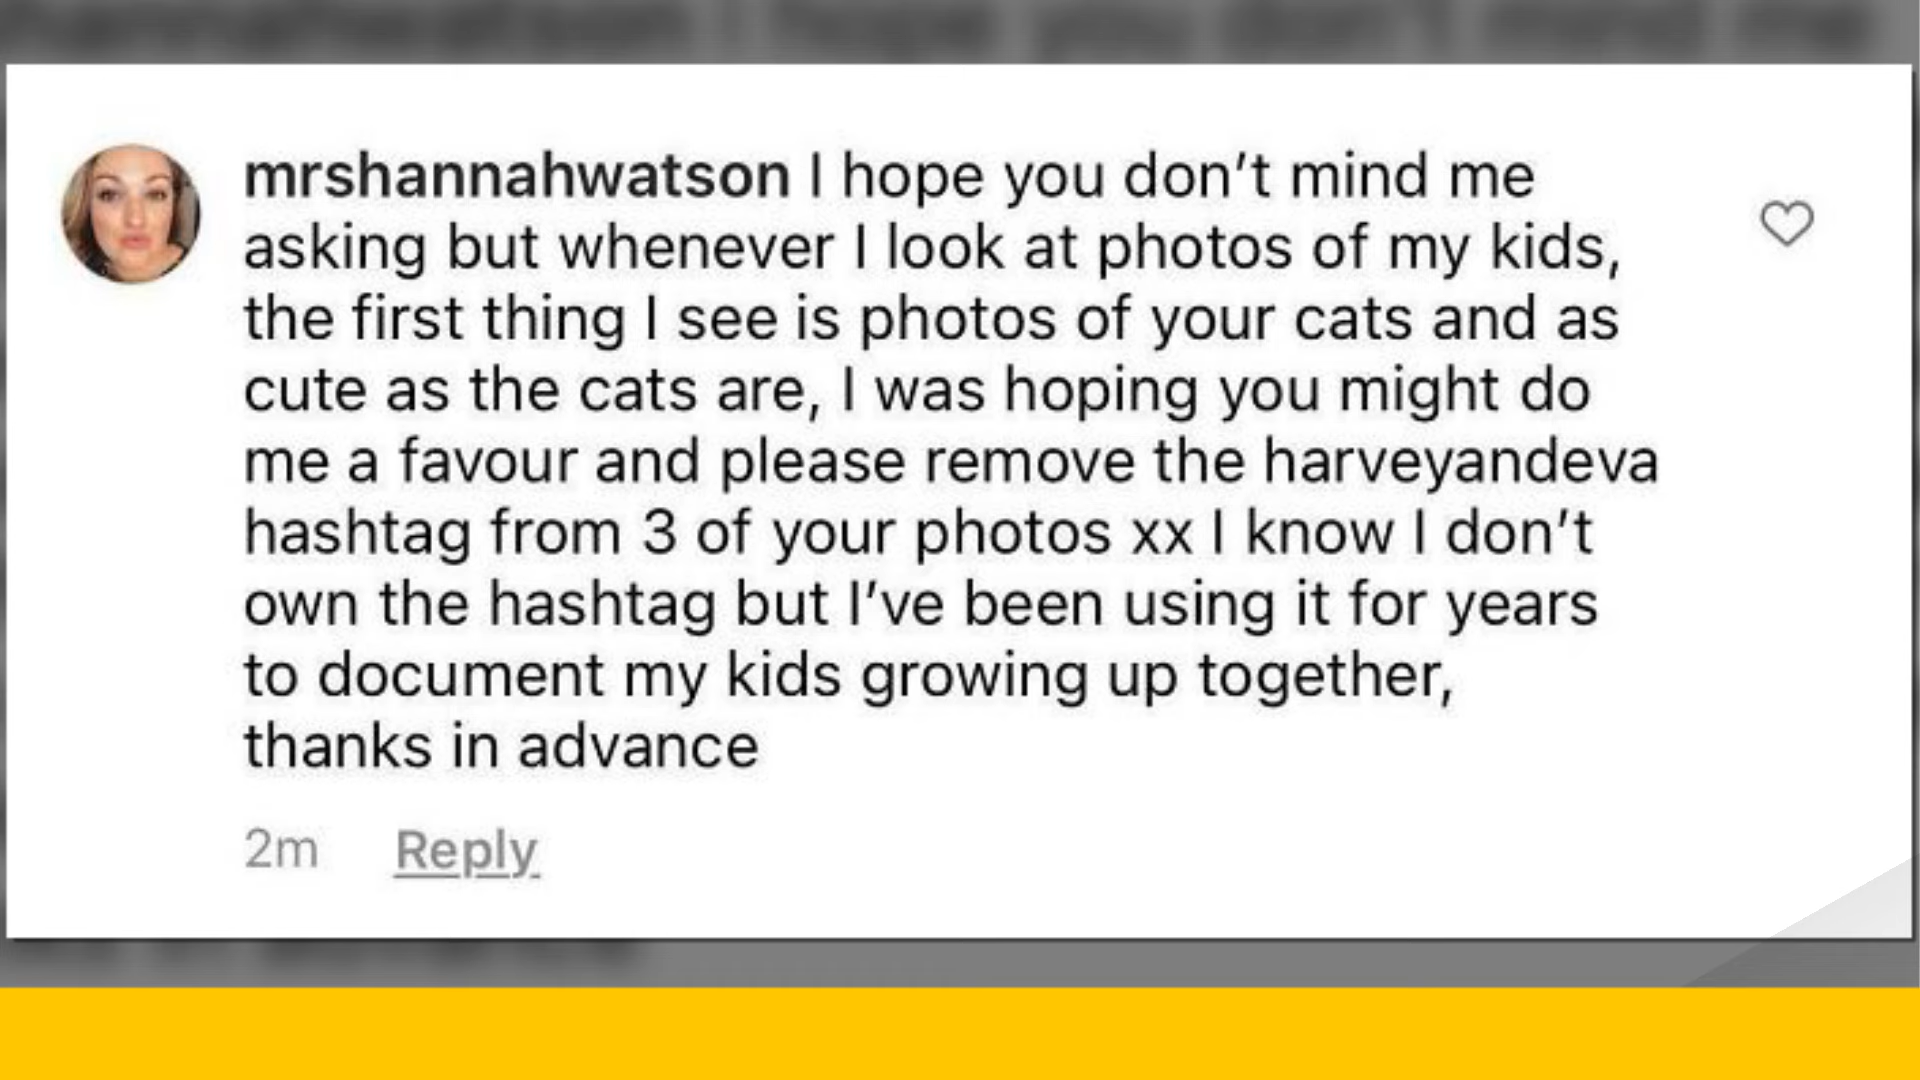 mrshannahwatson I hope you don't mind me
asking but whenever I look at photos of my kids,
the first thing I see is photos of your cats and as
cute as the cats are, I was hoping you might do
me a favour and please remove the harveyandeva
hashtag from 3 of your photos xx I know I don't
own the hashtag but I've been using it for years
to document my kids growing up together,
thanks in advance
2m Reply